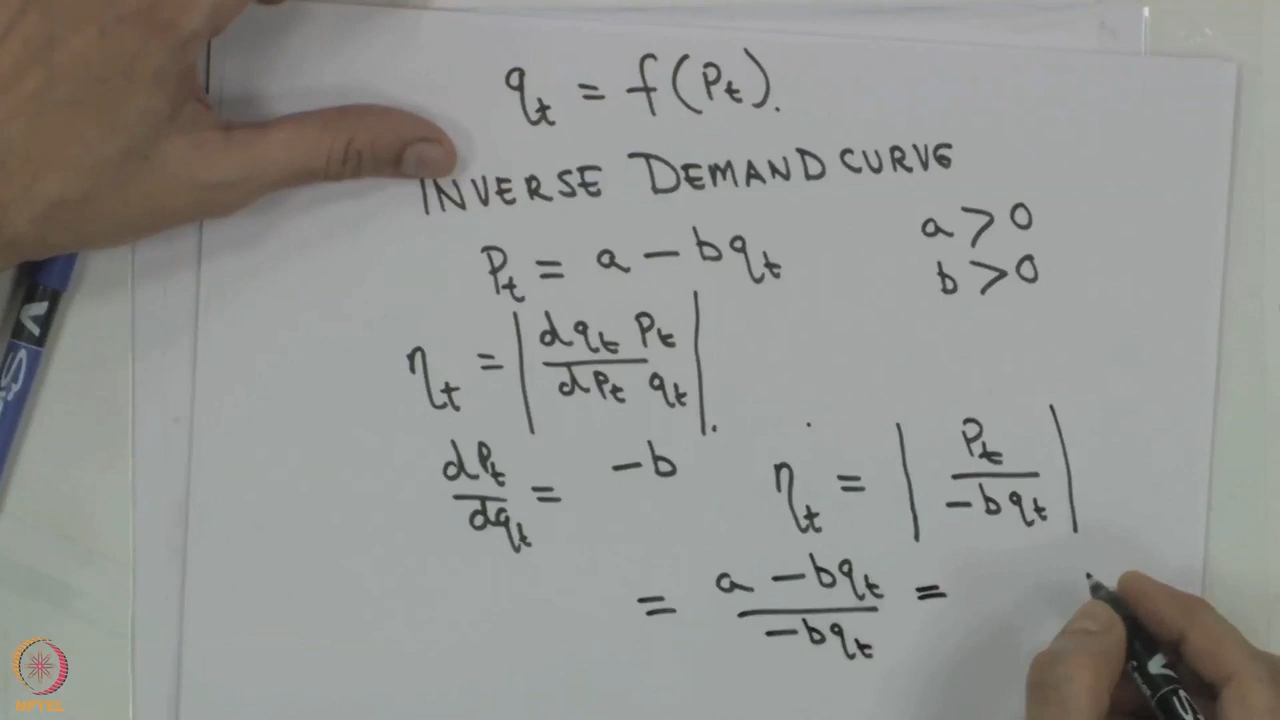 q_t = f(P_t).
INVERSE DEMAND CURVE
P_t = a - bq_t
a > 0
b > 0
η_t = | dq_t P_t / dP_t q_t | .
dP_t / dq_t = -b
η_t = | P_t / -bq_t |
= a - bq_t / -bq_t =
NPTEL